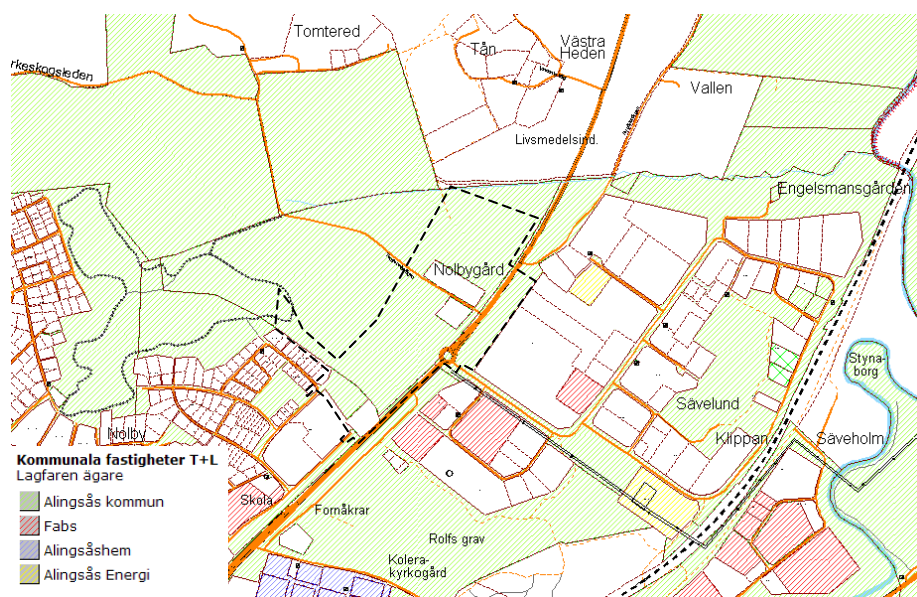 Tomtered
Tån
Västra
Heden
rkeskogsleden
Vallen
Livsmedelsind.
Engelsmansgården
Nolbygård
Styna-
borg
Sävelund
Nolby
Klippan
Säveholm
Kommunala fastigheter T+L
Lagfaren ägare
Alingsås kommun
Fabs
Alingsåshem
Alingsås Energi
Skola
Fornåkrar
Rolfs grav
Kolera-
kyrkogård